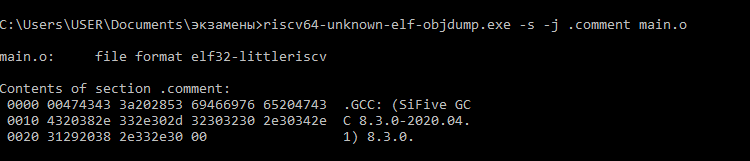 C:\Users\USER\Documents\экзамены>riscv64-unknown-elf-objdump.exe -s -j .comment main.o
main.o:     file format elf32-littleriscv
Contents of section .comment:
 0000 00474343 3a202853 69466976 65204743  .GCC: (SiFive GC
 0010 4320382e 332e302d 32303230 2e30342e  C 8.3.0-2020.04.
 0020 31292038 2e332e30 00                 1) 8.3.0.